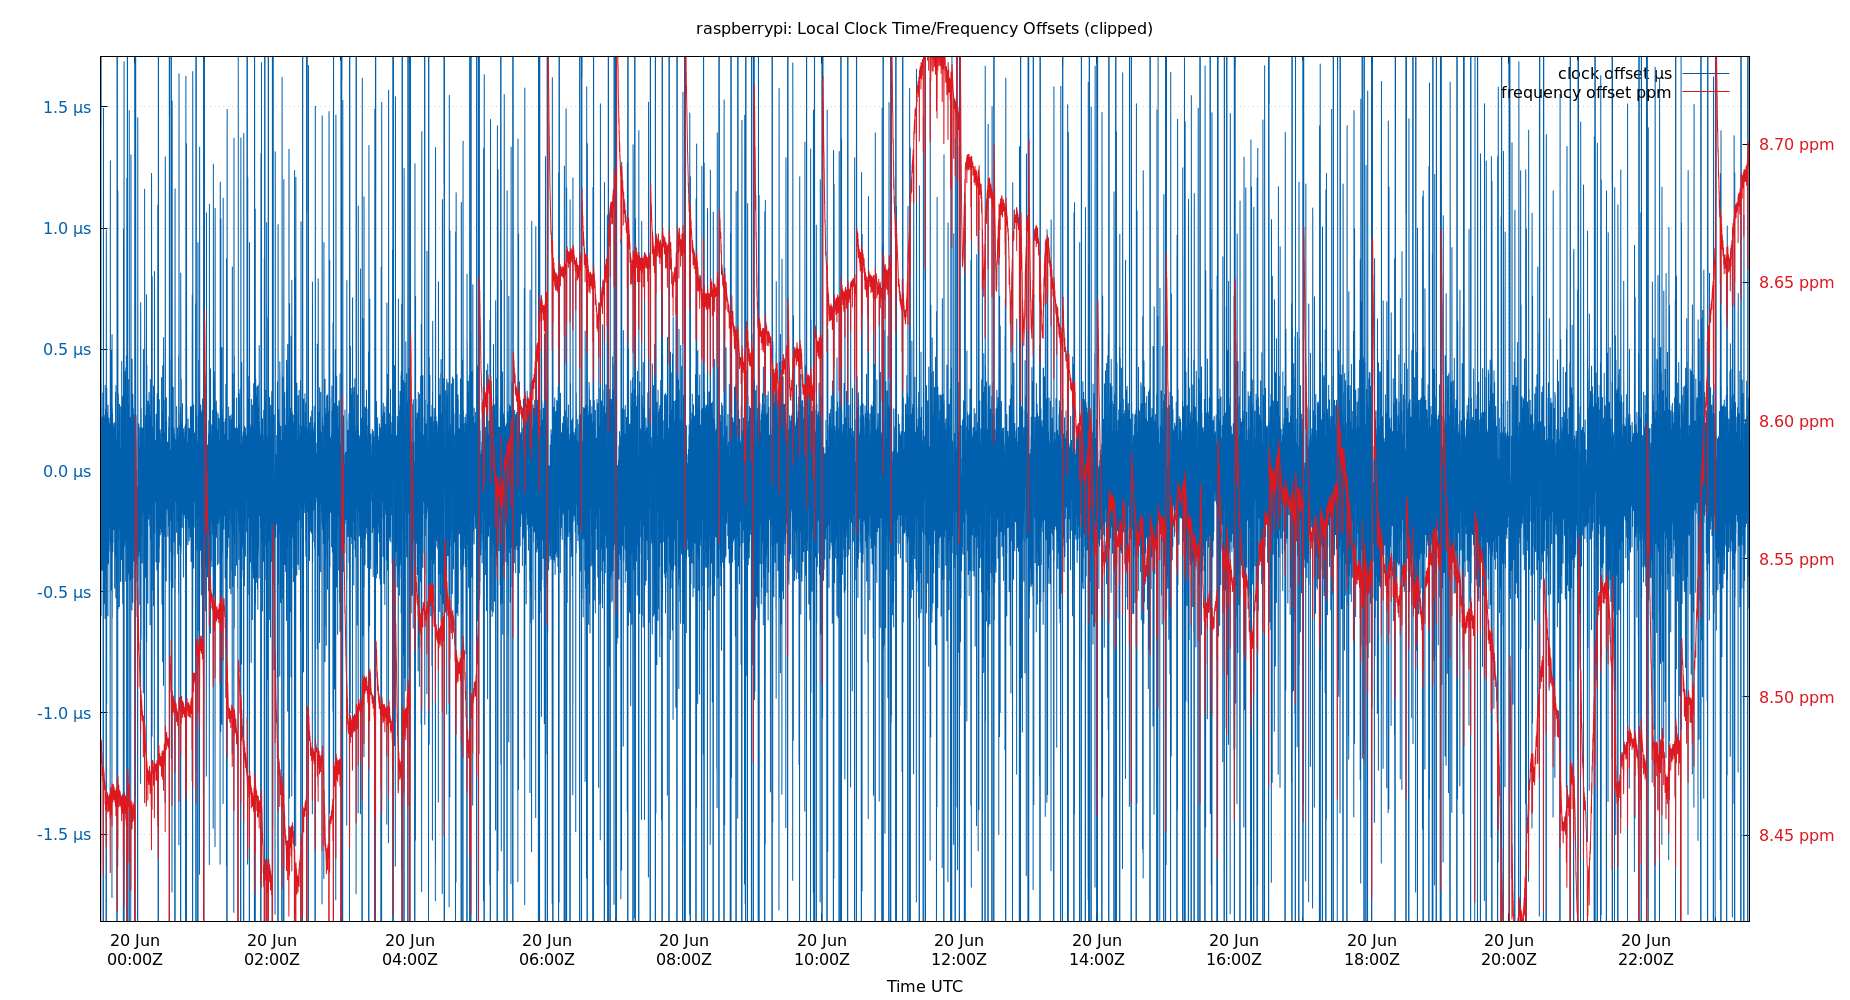 raspberrypi: Local Clock Time/Frequency Offsets (clipped)
clock offset µs
frequency offset ppm
1.5 µs
1.0 µs
0.5 µs
0.0 µs
-0.5 µs
-1.0 µs
-1.5 µs
8.70 ppm
8.65 ppm
8.60 ppm
8.55 ppm
8.50 ppm
8.45 ppm
20 Jun 20 Jun 20 Jun 20 Jun 20 Jun 20 Jun 20 Jun 20 Jun 20 Jun 20 Jun 20 Jun 20 Jun
00:00Z 02:00Z 04:00Z 06:00Z 08:00Z 10:00Z 12:00Z 14:00Z 16:00Z 18:00Z 20:00Z 22:00Z
Time UTC